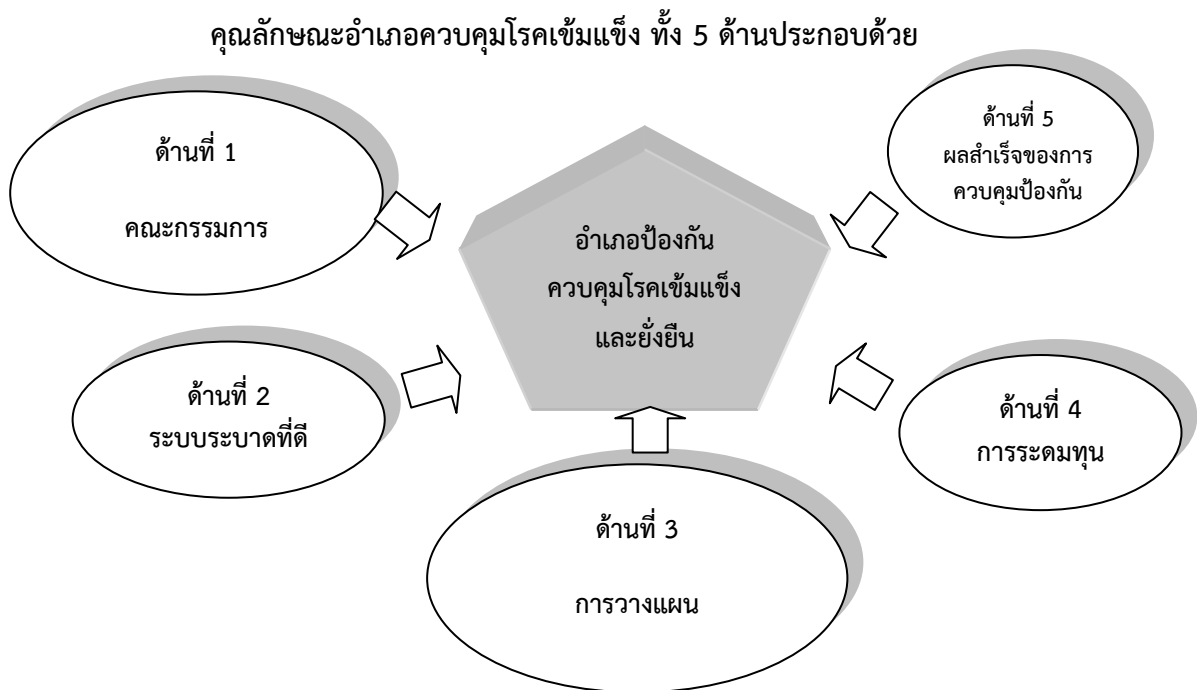 คุณลักษณะอำเภอควบคุมโรคเข้มแข็ง ทั้ง 5 ด้านประกอบด้วย
ด้านที่ 1
คณะกรรมการ
ด้านที่ 2
ระบบระบาดที่ดี
ด้านที่ 3
การวางแผน
ด้านที่ 4
การระดมทุน
ด้านที่ 5
ผลสำเร็จของการ
ควบคุมป้องกัน
อำเภอป้องกัน
ควบคุมโรคเข้มแข็ง
และยั่งยืน